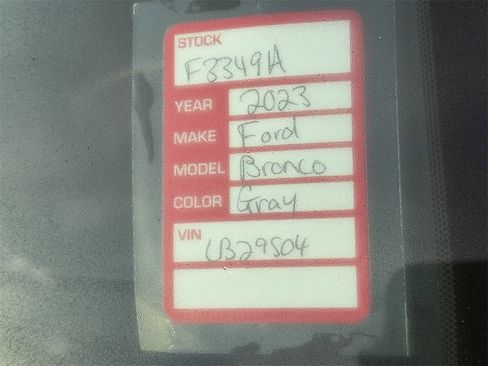 STOCK
F3349A
YEAR 2023
MAKE Ford
MODEL Bronco
COLOR Gray
VIN
LB29504